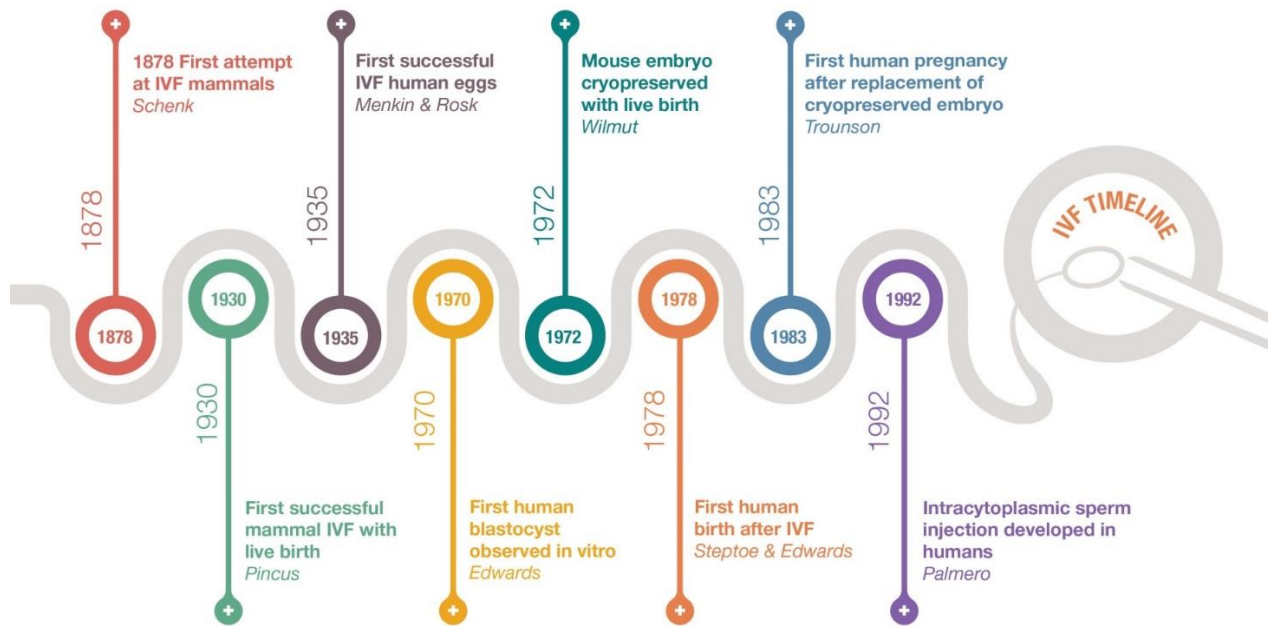 1878 First attempt
at IVF mammals
Schenk
1878
1878
First successful
mammal IVF with
live birth
Pincus
1930
1930
First successful
IVF human eggs
Menkin & Rosk
1935
1935
First human
blastocyst
observed in vitro
Edwards
1970
1970
Mouse embryo
cryopreserved
with live birth
Wilmut
1972
1972
First human
birth after IVF
Steptoe & Edwards
1978
1978
First human pregnancy
after replacement of
cryopreserved embryo
Trounson
1983
1983
Intracytoplasmic sperm
injection developed in
humans
Palmero
1992
1992
IVF TIMELINE